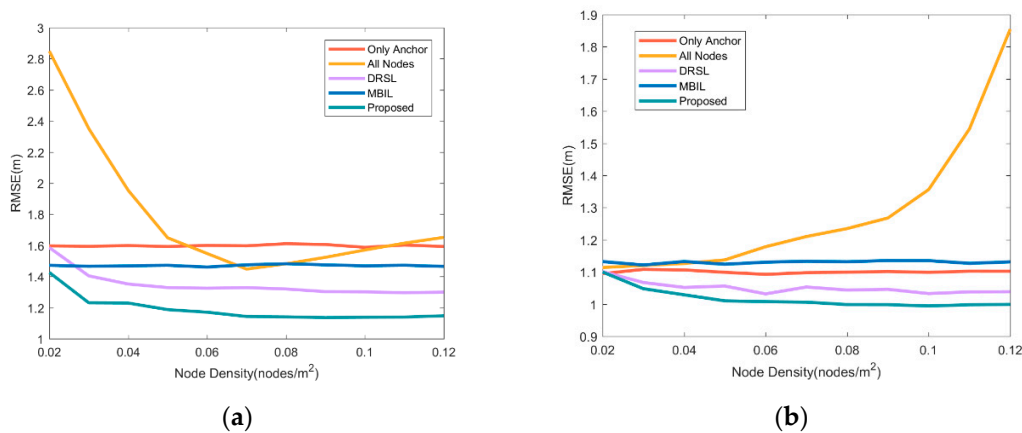 3
2.8
2.6
2.4
2.2
2
1.8
1.6
1.4
1.2
1
RMSE(m)
0.02 0.04 0.06 0.08 0.1 0.12
Node Density(nodes/m²)
Only Anchor
All Nodes
DRSL
MBIL
Proposed
(a)
1.9
1.8
1.7
1.6
1.5
1.4
1.3
1.2
1.1
1
0.9
RMSE(m)
0.02 0.04 0.06 0.08 0.1 0.12
Node Density(nodes/m²)
Only Anchor
All Nodes
DRSL
MBIL
Proposed
(b)